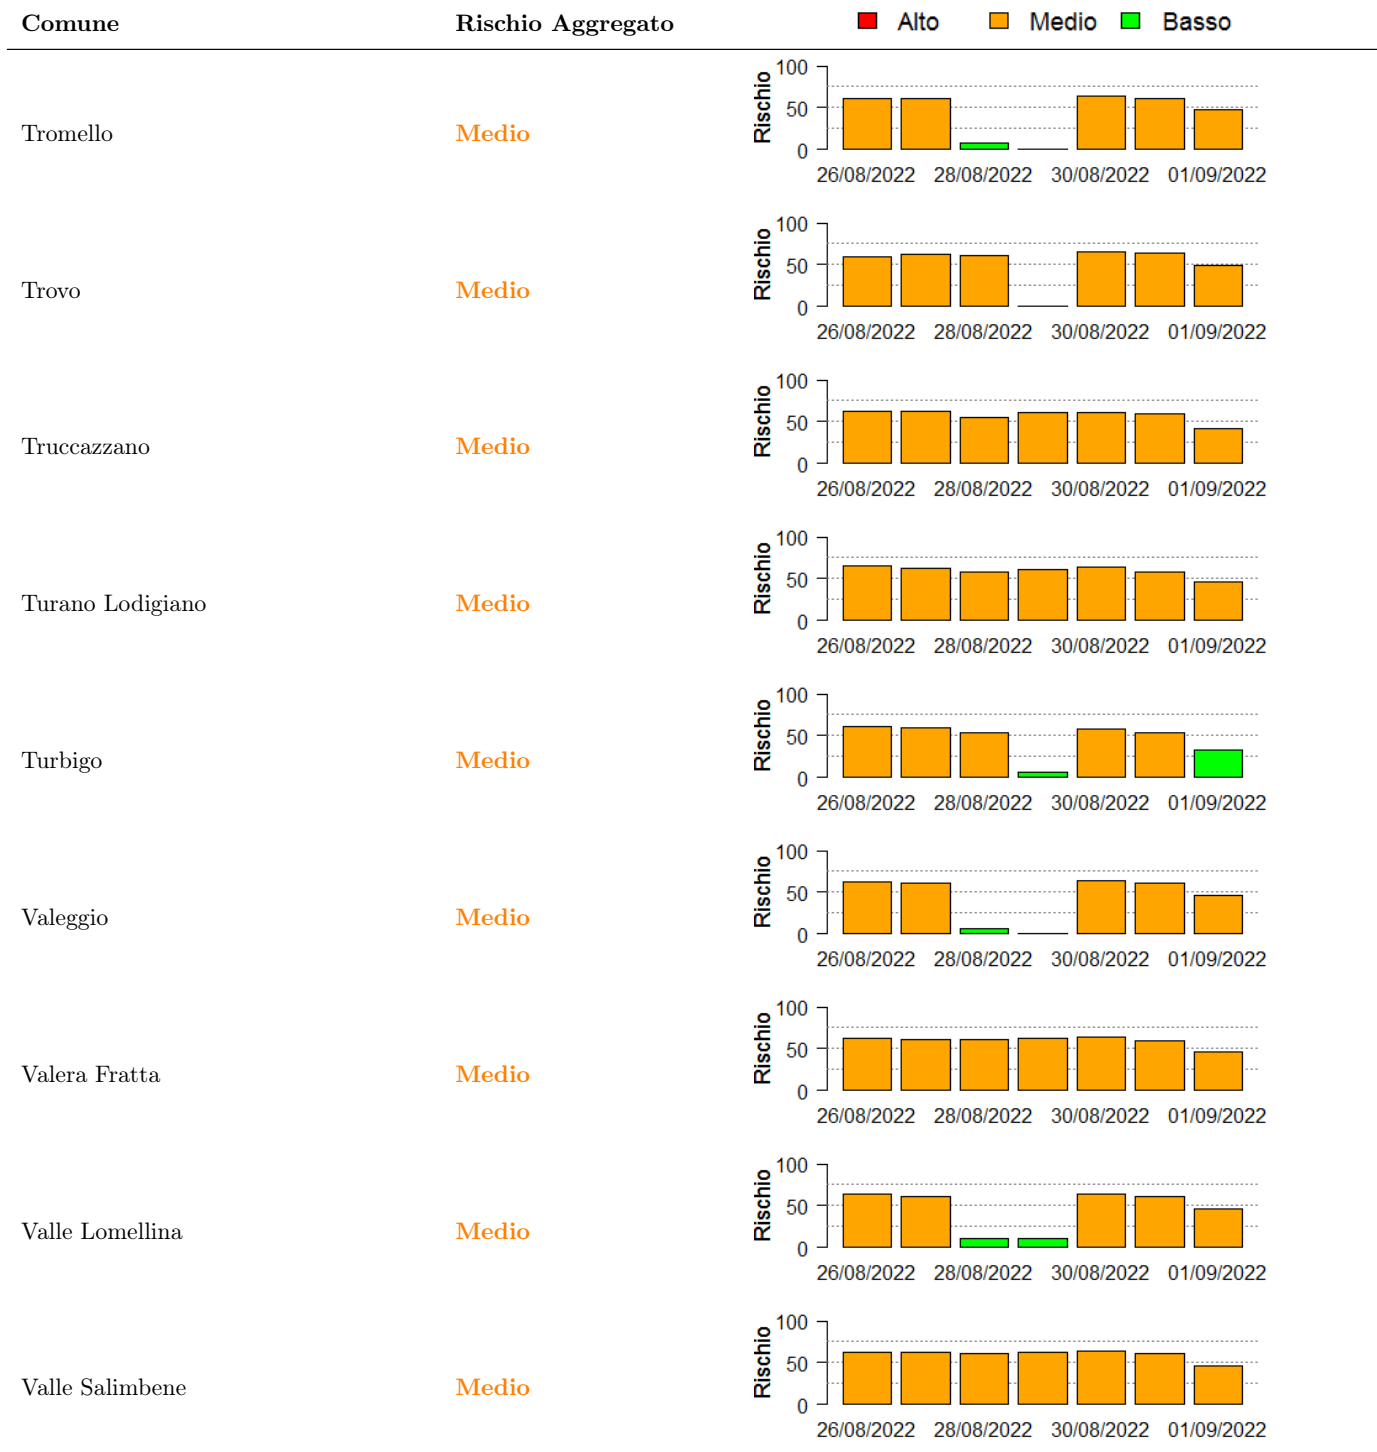 Comune Rischio Aggregato Alto Medio Basso
Tromello Medio
Rischio
100
50
0
26/08/2022 28/08/2022 30/08/2022 01/09/2022
Trovo Medio
Rischio
100
50
0
26/08/2022 28/08/2022 30/08/2022 01/09/2022
Truccazzano Medio
Rischio
100
50
0
26/08/2022 28/08/2022 30/08/2022 01/09/2022
Turano Lodigiano Medio
Rischio
100
50
0
26/08/2022 28/08/2022 30/08/2022 01/09/2022
Turbigo Medio
Rischio
100
50
0
26/08/2022 28/08/2022 30/08/2022 01/09/2022
Valeggio Medio
Rischio
100
50
0
26/08/2022 28/08/2022 30/08/2022 01/09/2022
Valera Fratta Medio
Rischio
100
50
0
26/08/2022 28/08/2022 30/08/2022 01/09/2022
Valle Lomellina Medio
Rischio
100
50
0
26/08/2022 28/08/2022 30/08/2022 01/09/2022
Valle Salimbene Medio
Rischio
100
50
0
26/08/2022 28/08/2022 30/08/2022 01/09/2022